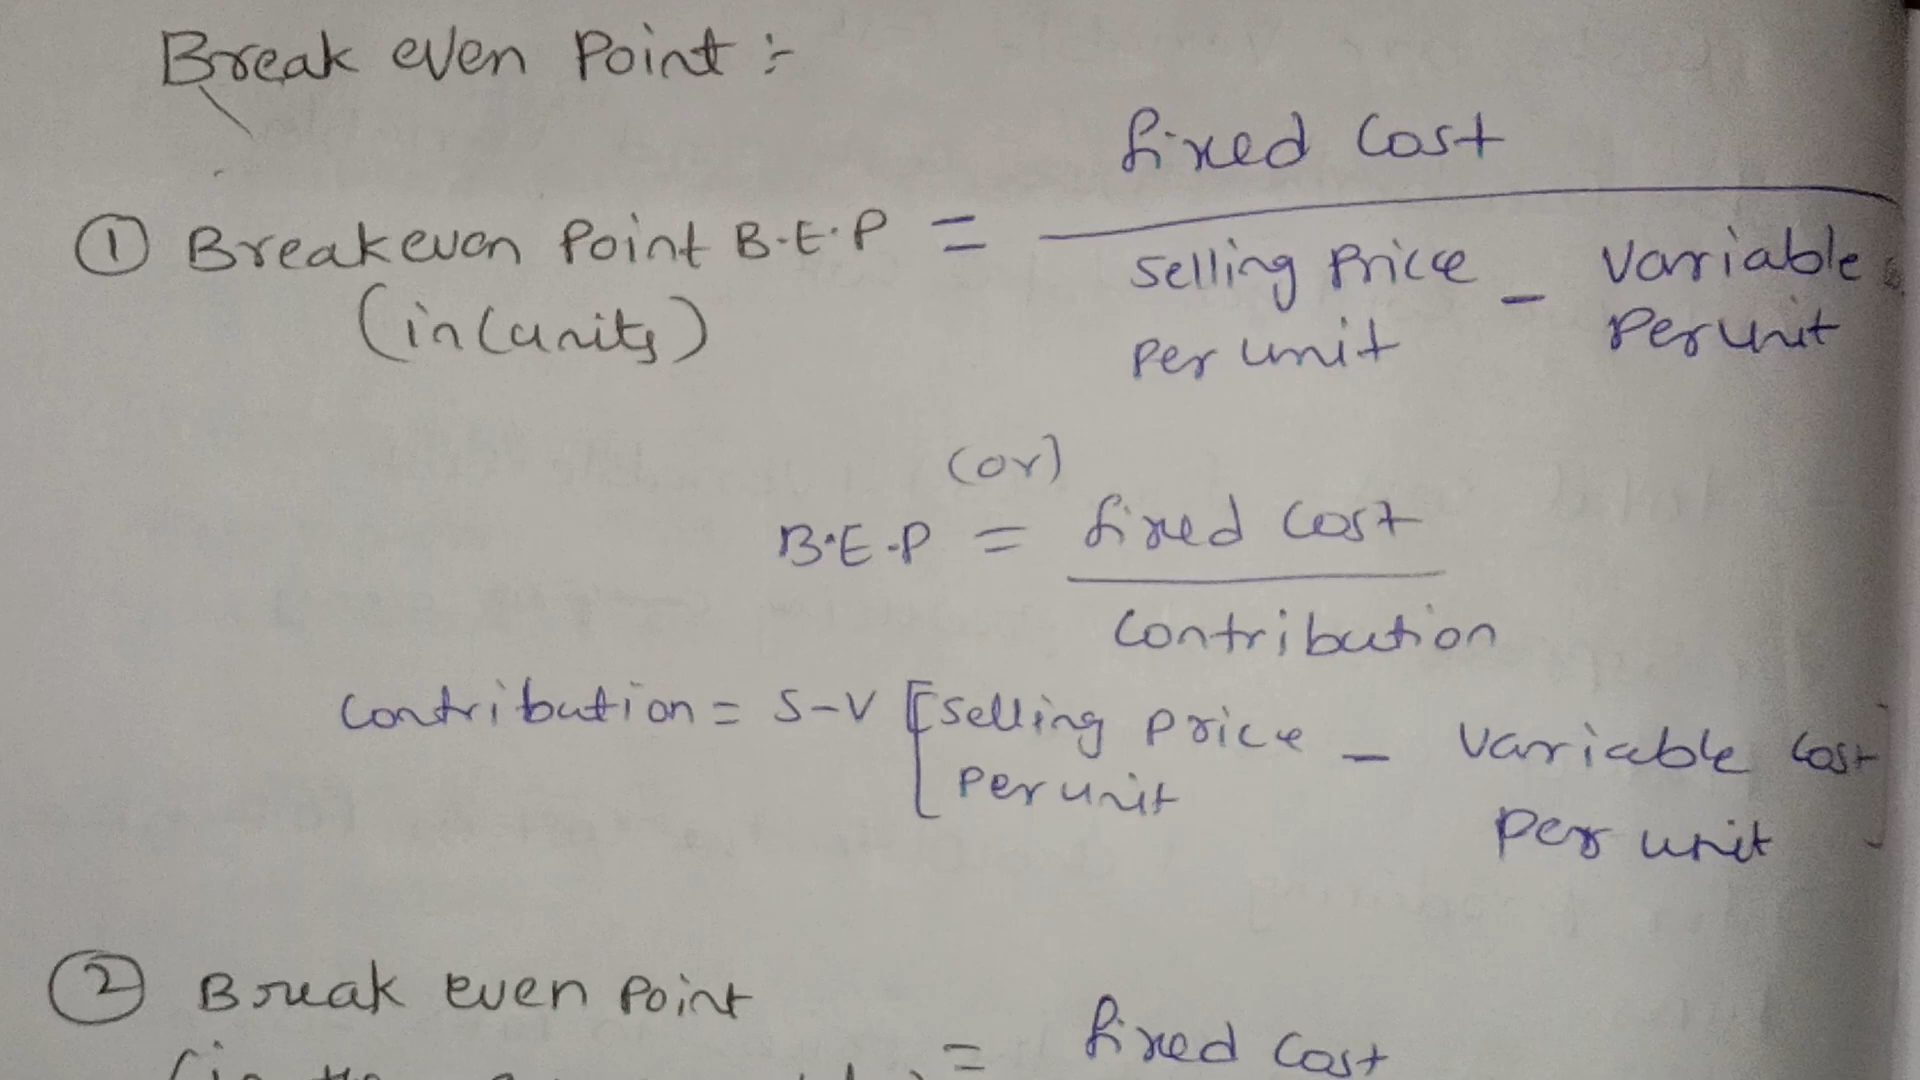 Break even Point :-
fixed Cost
① Breakeven Point B.E.P =
selling Price - Variable
(in (units)
Per unit Per unit
(or)
B.E.P = fixed cost
Contribution
Contribution = S-V [selling price - Variable Cost]
Per unit Per unit
② Break even Point
= fixed Cost